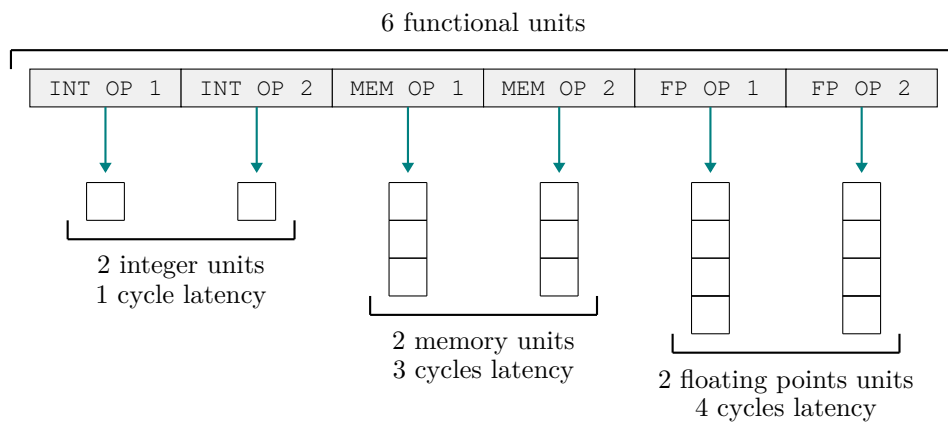 6 functional units
INT OP 1 INT OP 2 MEM OP 1 MEM OP 2 FP OP 1 FP OP 2
2 integer units
1 cycle latency
2 memory units
3 cycles latency
2 floating points units
4 cycles latency